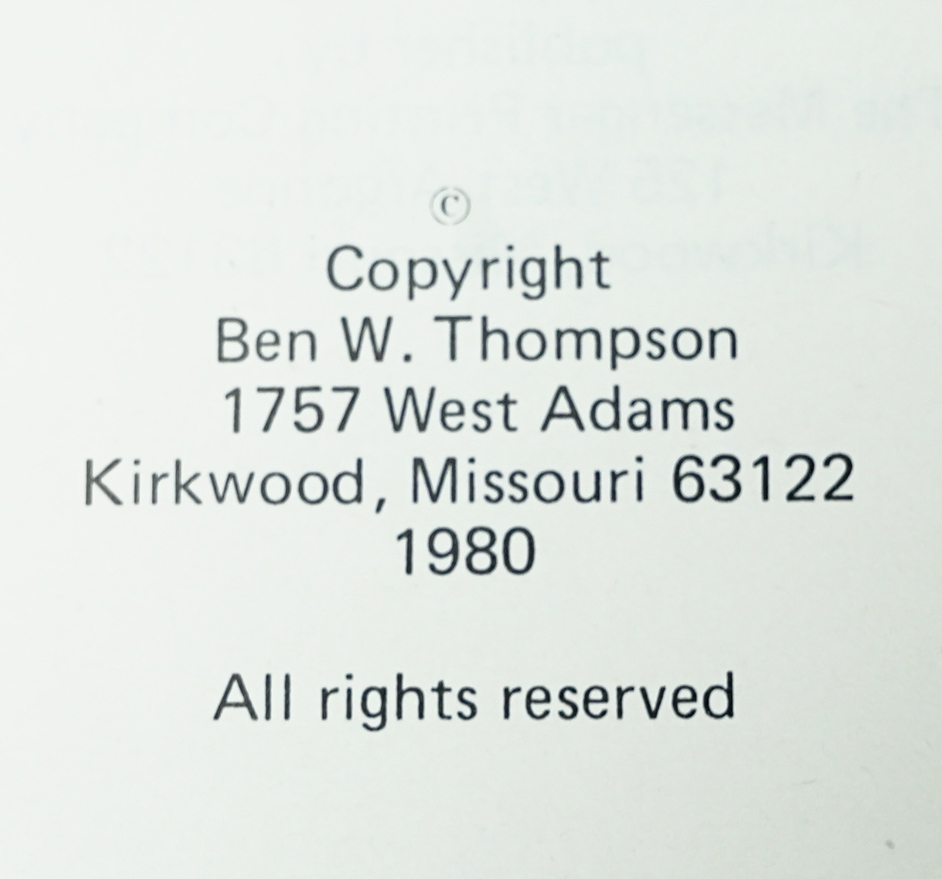 ©
Copyright
Ben W. Thompson
1757 West Adams
Kirkwood, Missouri 63122
1980
All rights reserved